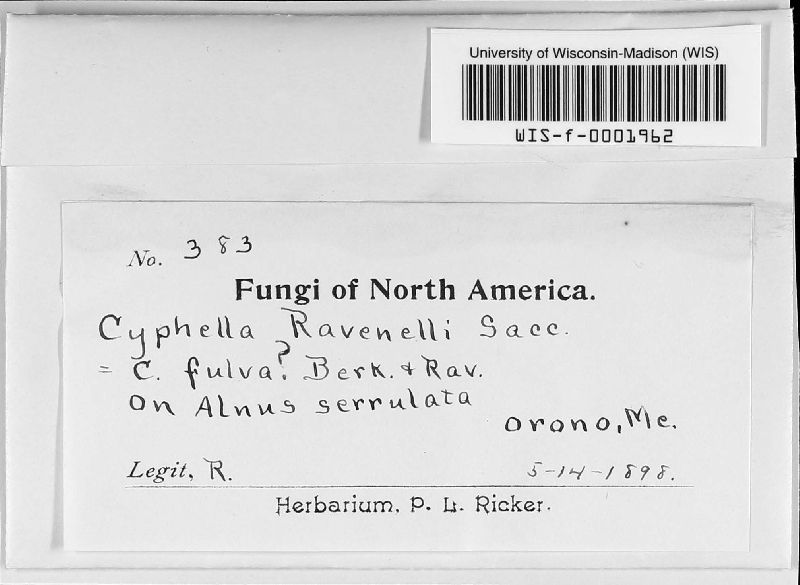 University of Wisconsin-Madison (WIS)
WIS-f-0001962
No. 383
Fungi of North America.
Cyphella Ravenelli Sacc.
= C. fulva? Berk. & Rav.
On Alnus serrulata
Orono, Me.
Legit, R. 5-14-1898.
Herbarium, P. L. Ricker.